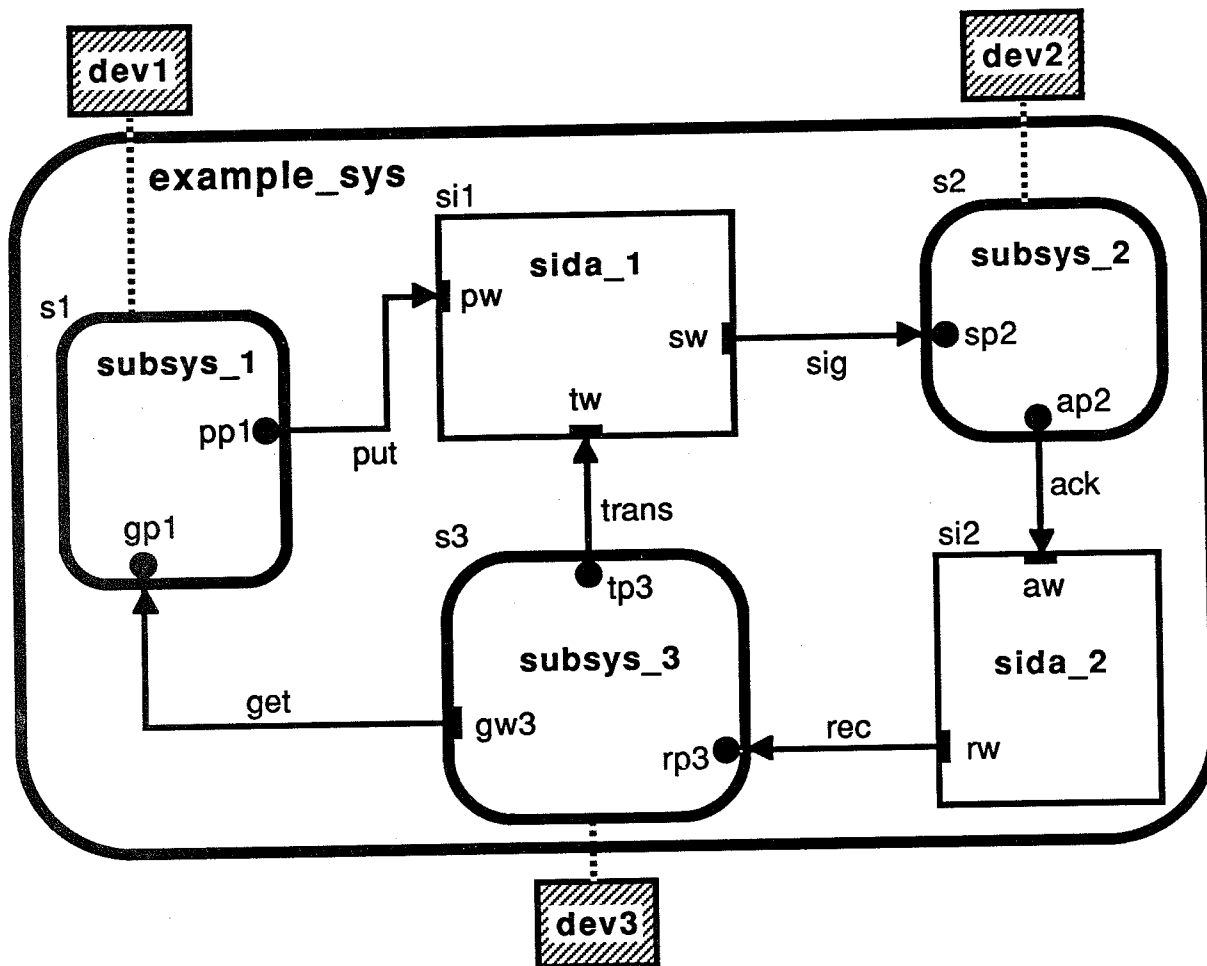 dev1
dev2
example_sys
si1
s2
sida_1
subsys_2
s1
pw
subsys_1
sw
sp2
sig
tw
ap2
pp1
put
ack
trans
gp1
s3
si2
tp3
aw
subsys_3
sida_2
get
gw3
rec
rp3
rw
dev3